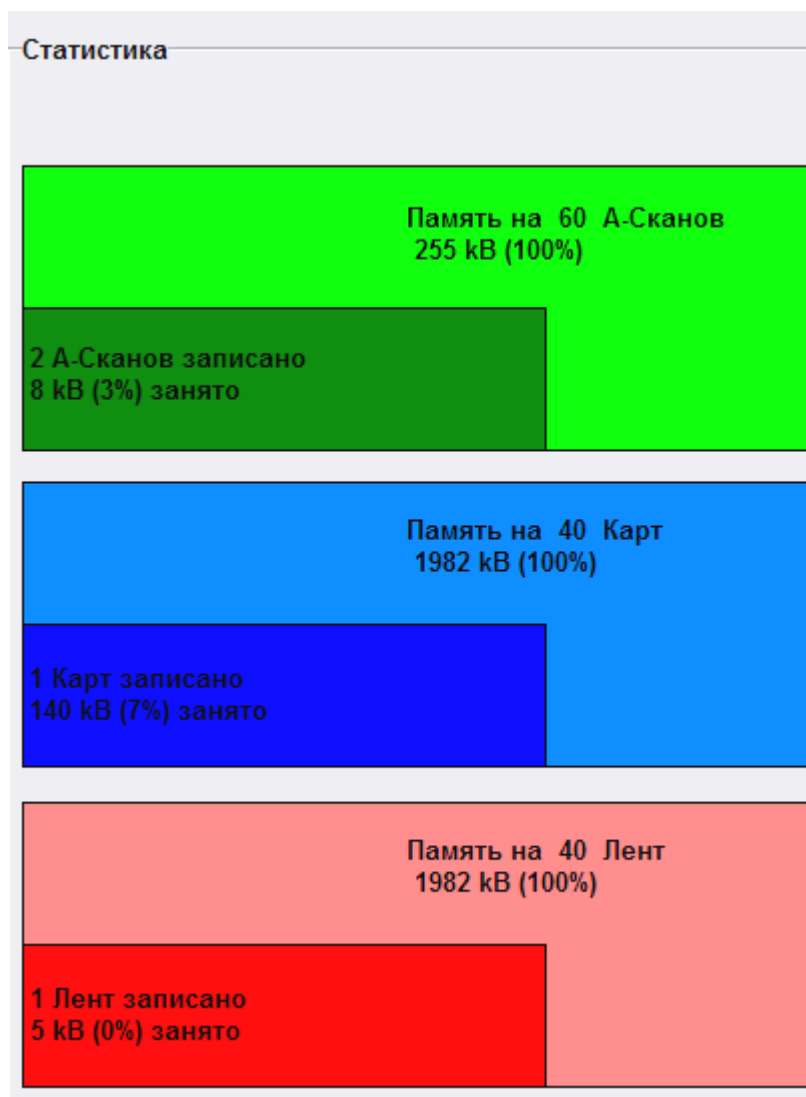 Статистика
Память на 60 А-Сканов
255 kB (100%)
2 А-Сканов записано
8 kB (3%) занято
Память на 40 Карт
1982 kB (100%)
1 Карт записано
140 kB (7%) занято
Память на 40 Лент
1982 kB (100%)
1 Лент записано
5 kB (0%) занято